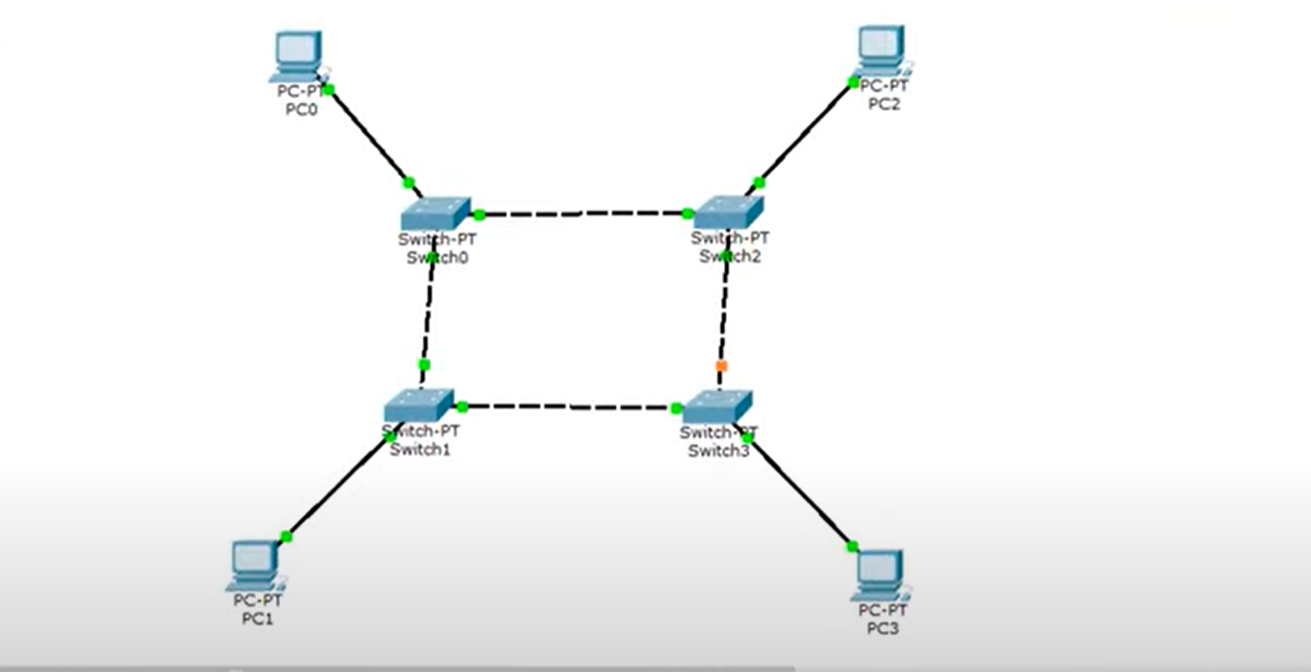 PC-PT
PC0
PC-PT
PC2
Switch-PT
Switch0
Switch-PT
Switch2
Switch-PT
Switch1
Switch-PT
Switch3
PC-PT
PC1
PC-PT
PC3